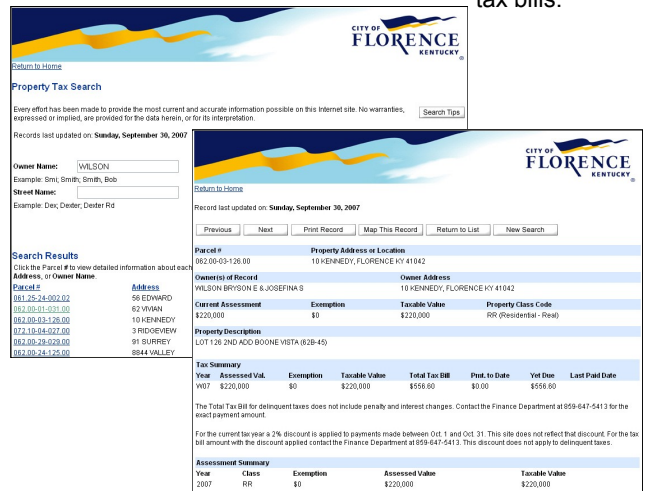 tax bills.
CITY OF
FLORENCE
KENTUCKY
Return to Home
Property Tax Search
Every effort has been made to provide the most current and accurate information possible on this Internet site. No warranties,
expressed or implied, are provided for the data herein, or for its interpretation.
Search Tips
Records last updated on: Sunday, September 30, 2007
Owner Name: WILSON
Example: Smi; Smith; Smith, Bob
Street Name:
Example: Dex; Dexter; Dexter Rd
Search Results
Click the Parcel # to view detailed information about each
Address, or Owner Name.
Parcel # Address
061.25-24-002.02 56 EDWARD
062.00-01-031.00 62 VIVIAN
062.00-03-126.00 10 KENNEDY
072.10-04-027.00 3 RIDGEVIEW
062.00-29-029.00 91 SURREY
062.00-24-125.00 8844 VALLEY
CITY OF
FLORENCE
KENTUCKY
Return to Home
Record last updated on: Sunday, September 30, 2007
Previous Next Print Record Map This Record Return to List New Search
Parcel # Property Address or Location
062.00-03-126.00 10 KENNEDY, FLORENCE KY 41042
Owner(s) of Record Owner Address
WILSON BRYSON E & JOSEFINA S 10 KENNEDY, FLORENCE KY 41042
Current Assessment Exemption Taxable Value Property Class Code
$220,000 $0 $220,000 RR (Residential - Real)
Property Description
LOT 126 2ND ADD BOONE VISTA (62B-45)
Tax Summary
Year Assessed Val. Exemption Taxable Value Total Tax Bill Pmt. to Date Yet Due Last Paid Date
W07 $220,000 $0 $220,000 $556.60 $0.00 $556.60
The Total Tax Bill for delinquent taxes does not include penalty and interest changes. Contact the Finance Department at 859-647-5413 for the
exact payment amount.
For the current tax year a 2% discount is applied to payments made between Oct. 1 and Oct. 31. This site does not reflect that discount. For the tax
bill amount with the discount applied contact the Finance Department at 859-647-5413. This discount does not apply to delinquent taxes.
Assessment Summary
Year Class Exemption Assessed Value Taxable Value
2007 RR $0 $220,000 $220,000